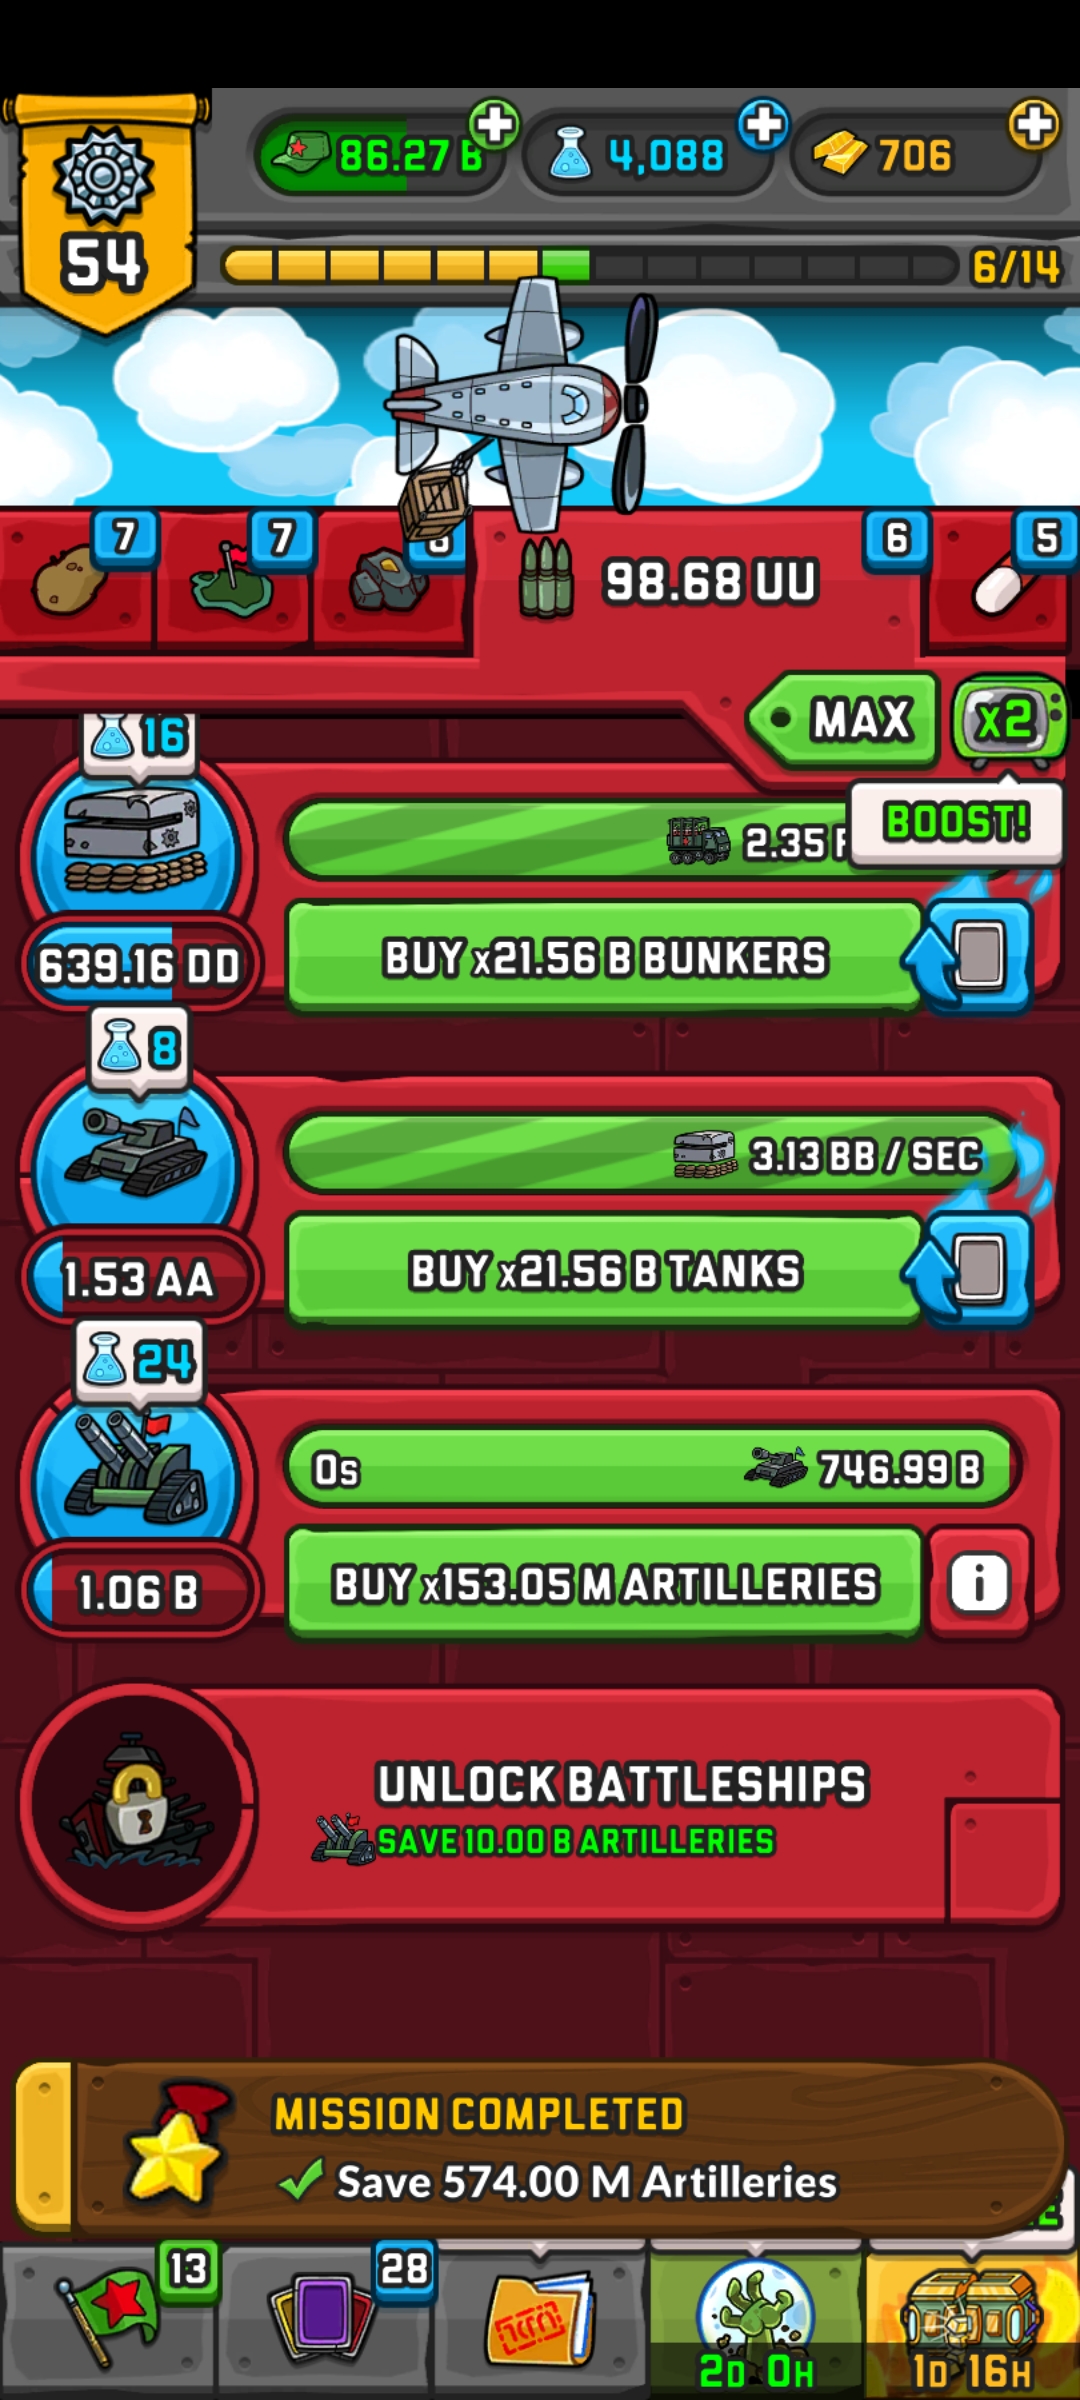 86.27 B
4,088
706
54
6/14
7
7
6
5
98.68 UU
MAX
x2
BOOST!
16
2.35
639.16 DD
BUY x21.56 B BUNKERS
8
3.13 BB / SEC
1.53 AA
BUY x21.56 B TANKS
24
0s
746.99 B
1.06 B
BUY x153.05 M ARTILLERIES
i
UNLOCK BATTLESHIPS
SAVE 10.00 B ARTILLERIES
MISSION COMPLETED
Save 574.00 M Artilleries
13
28
2D 0H
1D 16H